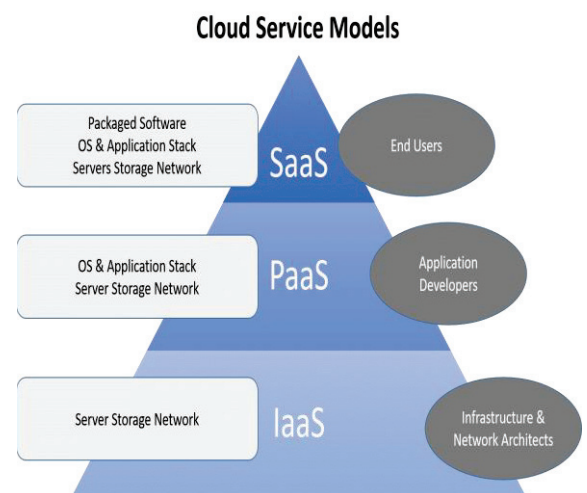 Cloud Service Models
Packaged Software
OS & Application Stack
Servers Storage Network
SaaS
End Users
OS & Application Stack
Server Storage Network
PaaS
Application
Developers
Server Storage Network
IaaS
Infrastructure &
Network Architects